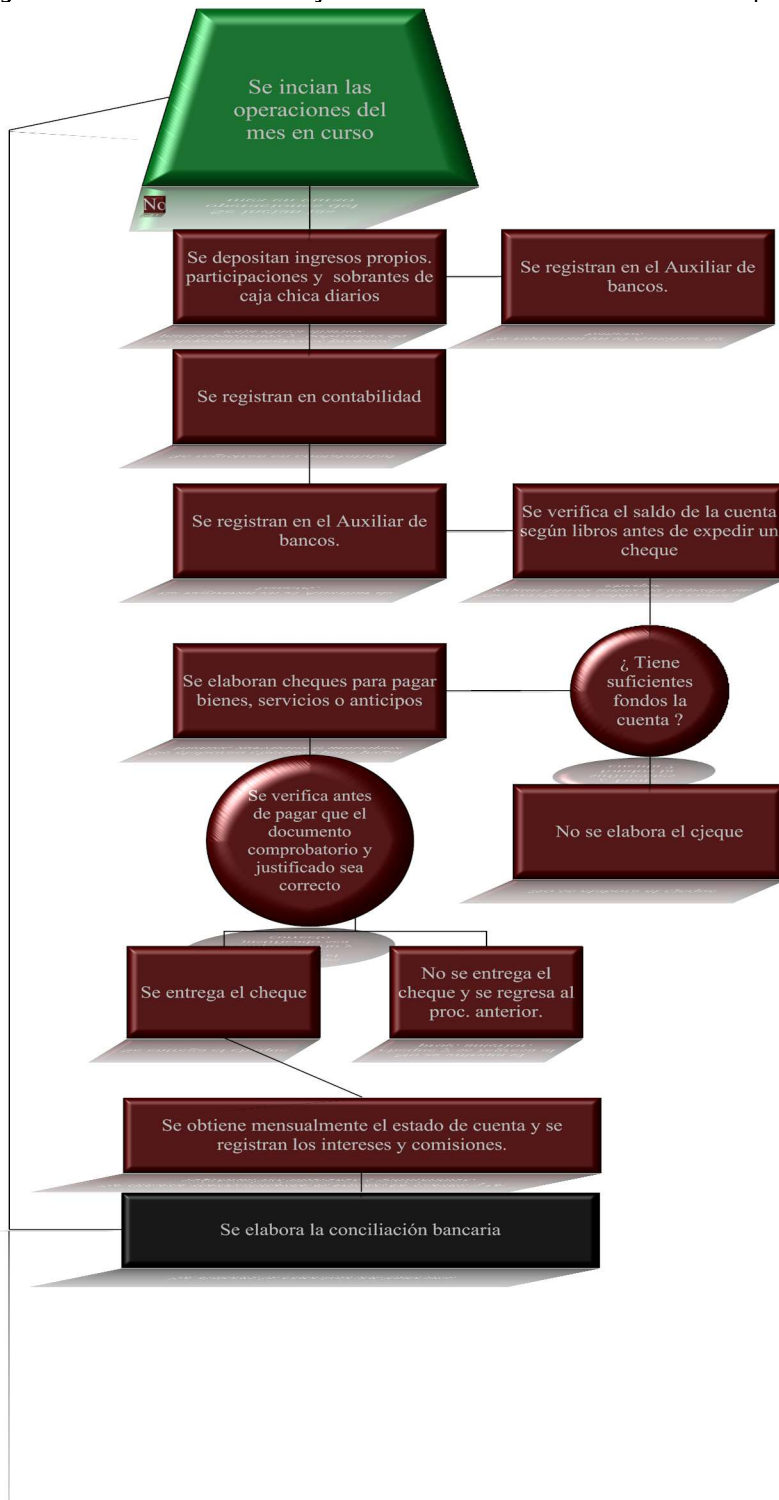 Se incian las
operaciones del
mes en curso
No
Se depositan ingresos propios.
participaciones y sobrantes de
caja chica diarios
Se registran en el Auxiliar de
bancos.
Se registran en contabilidad
Se registran en el Auxiliar de
bancos.
Se verifica el saldo de la cuenta
según libros antes de expedir un
cheque
¿ Tiene
suficientes
fondos la
cuenta ?
Se elaboran cheques para pagar
bienes, servicios o anticipos
No se elabora el cjeque
Se verifica antes
de pagar que el
documento
comprobatorio y
justificado sea
correcto
Se entrega el cheque
No se entrega el
cheque y se regresa al
proc. anterior.
Se obtiene mensualmente el estado de cuenta y se
registran los intereses y comisiones.
Se elabora la conciliación bancaria